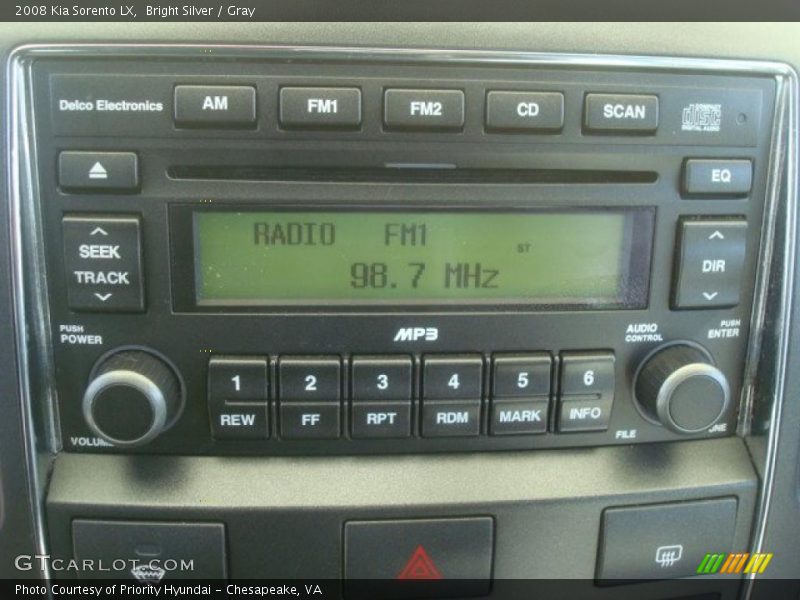 2008 Kia Sorento LX,  Bright Silver / Gray
Delco Electronics
AM
FM1
FM2
CD
SCAN
COMPACT
disc
DIGITAL AUDIO
EQ
SEEK
TRACK
RADIO FM1
ST
98.7 MHz
DIR
PUSH
POWER
MP3
AUDIO
CONTROL
PUSH
ENTER
1 2 3 4 5 6
REW FF RPT RDM MARK INFO
VOLUME
FILE
GTCARLOT.COM
Photo Courtesy of Priority Hyundai - Chesapeake, VA